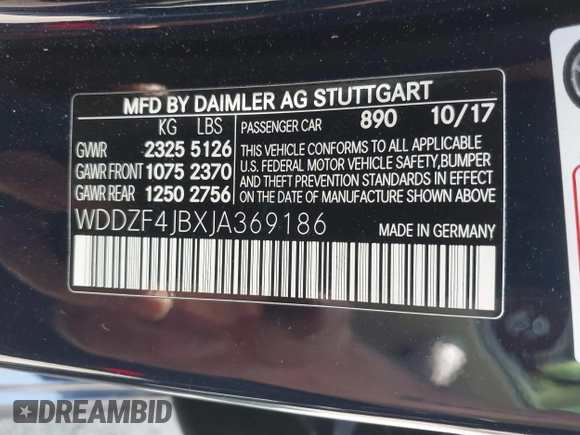 MFD BY DAIMLER AG STUTTGART
KG LBS
GVWR 2325 5126
GAWR FRONT 1075 2370
GAWR REAR 1250 2756
PASSENGER CAR 890 10/17
THIS VEHICLE CONFORMS TO ALL APPLICABLE
U.S. FEDERAL MOTOR VEHICLE SAFETY, BUMPER
AND THEFT PREVENTION STANDARDS IN EFFECT
ON THE DATE OF MANUFACTURE SHOWN ABOVE
WDDZF4JBXJA369186
MADE IN GERMANY
DREAMBID